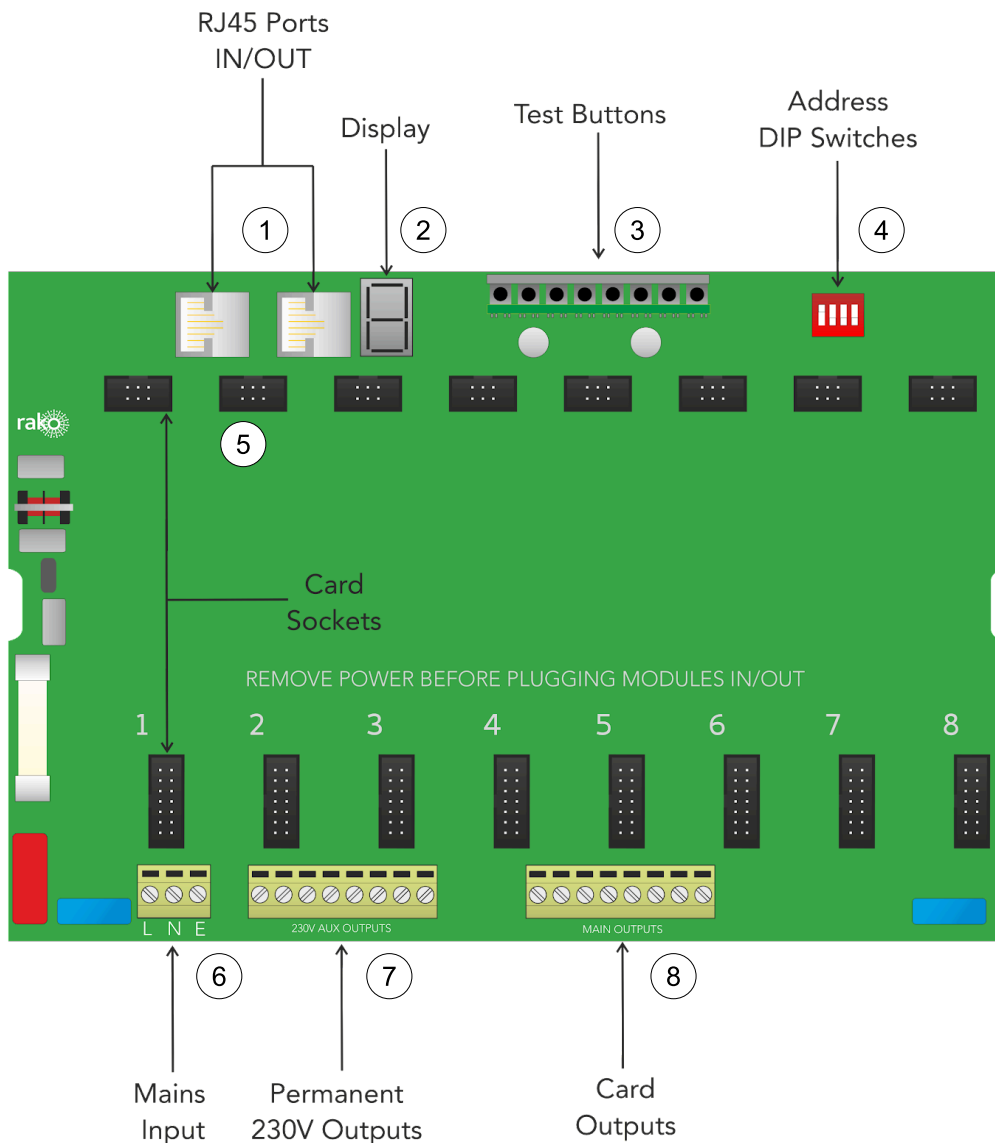 RJ45 Ports
IN/OUT
Display
Test Buttons
Address
DIP Switches
1
2
3
4
rako
5
Card
Sockets
REMOVE POWER BEFORE PLUGGING MODULES IN/OUT
1 2 3 4 5 6 7 8
L N E
230V AUX OUTPUTS
MAIN OUTPUTS
6
7
8
Mains
Input
Permanent
230V Outputs
Card
Outputs